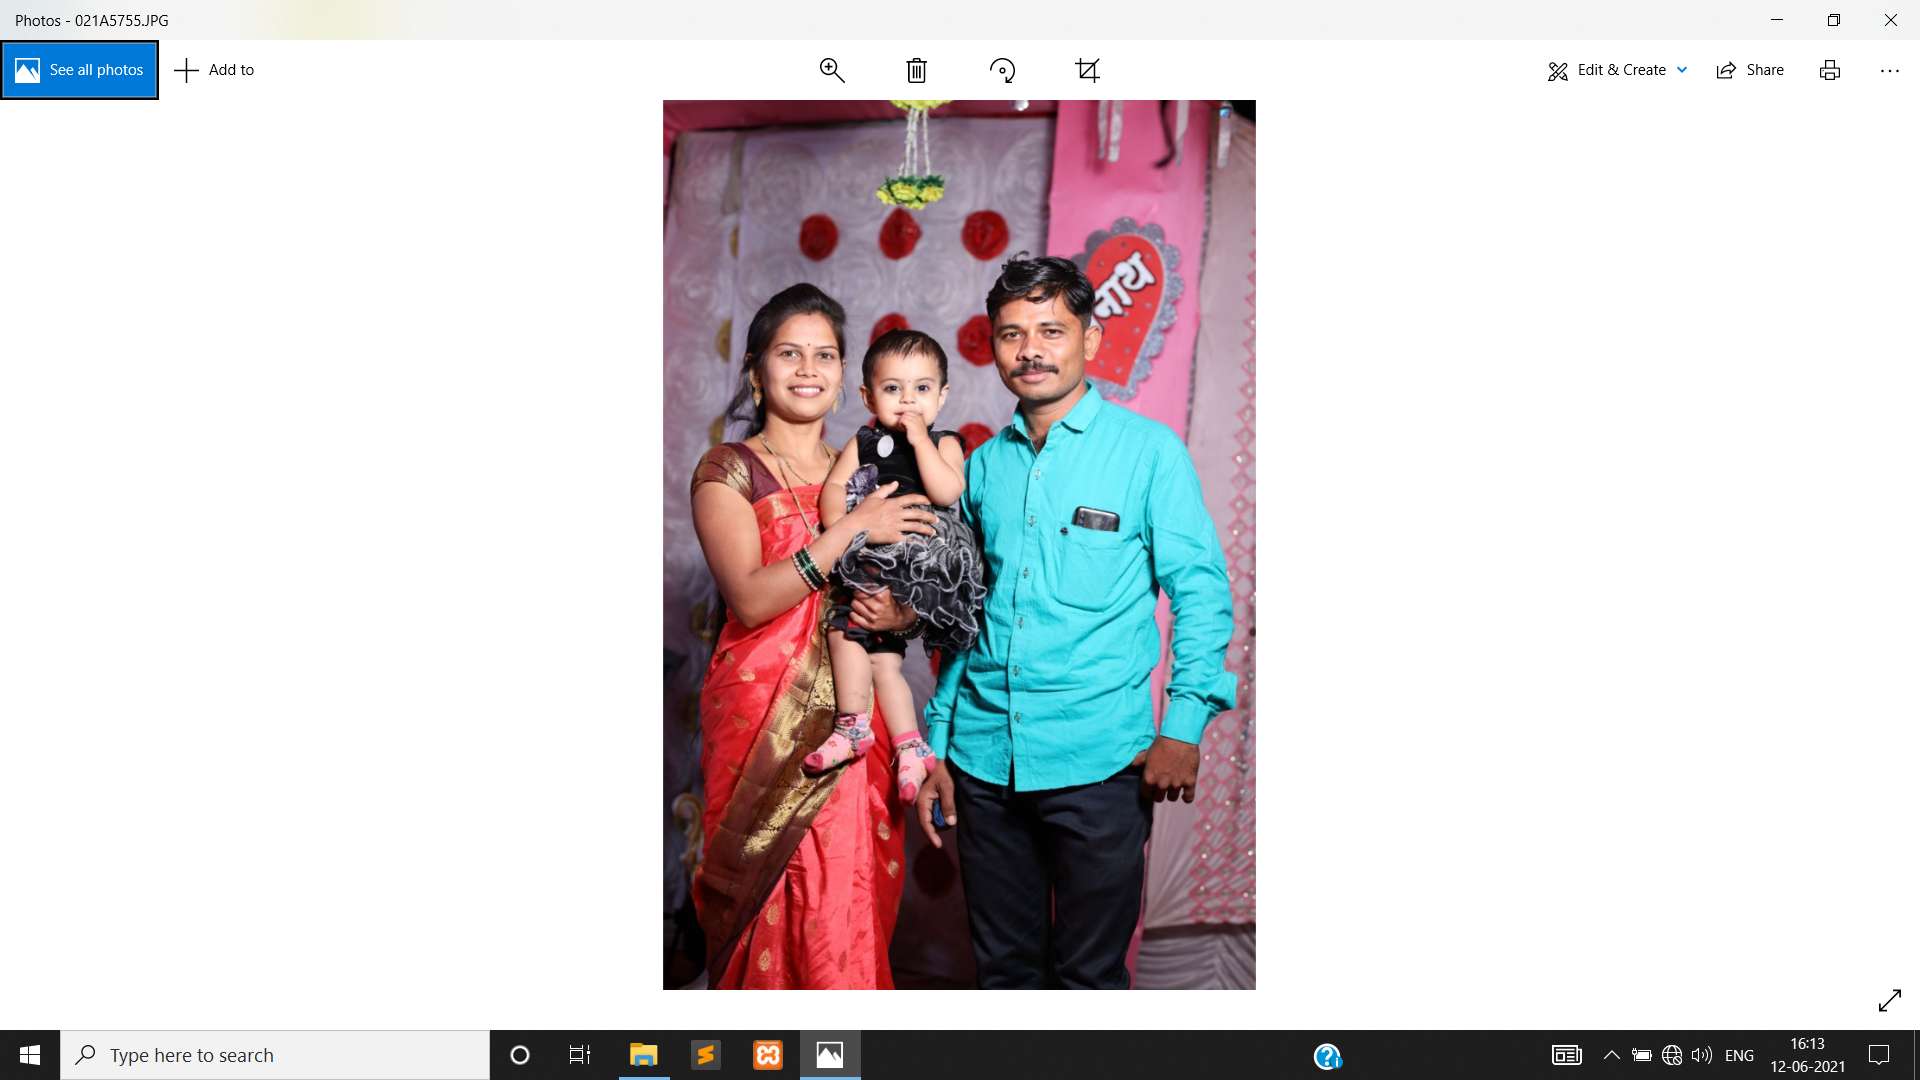 Photos - 021A5755.JPG
See all photos
Add to
Edit & Create
Share
नाथ
Type here to search
ENG
16:13
12-06-2021